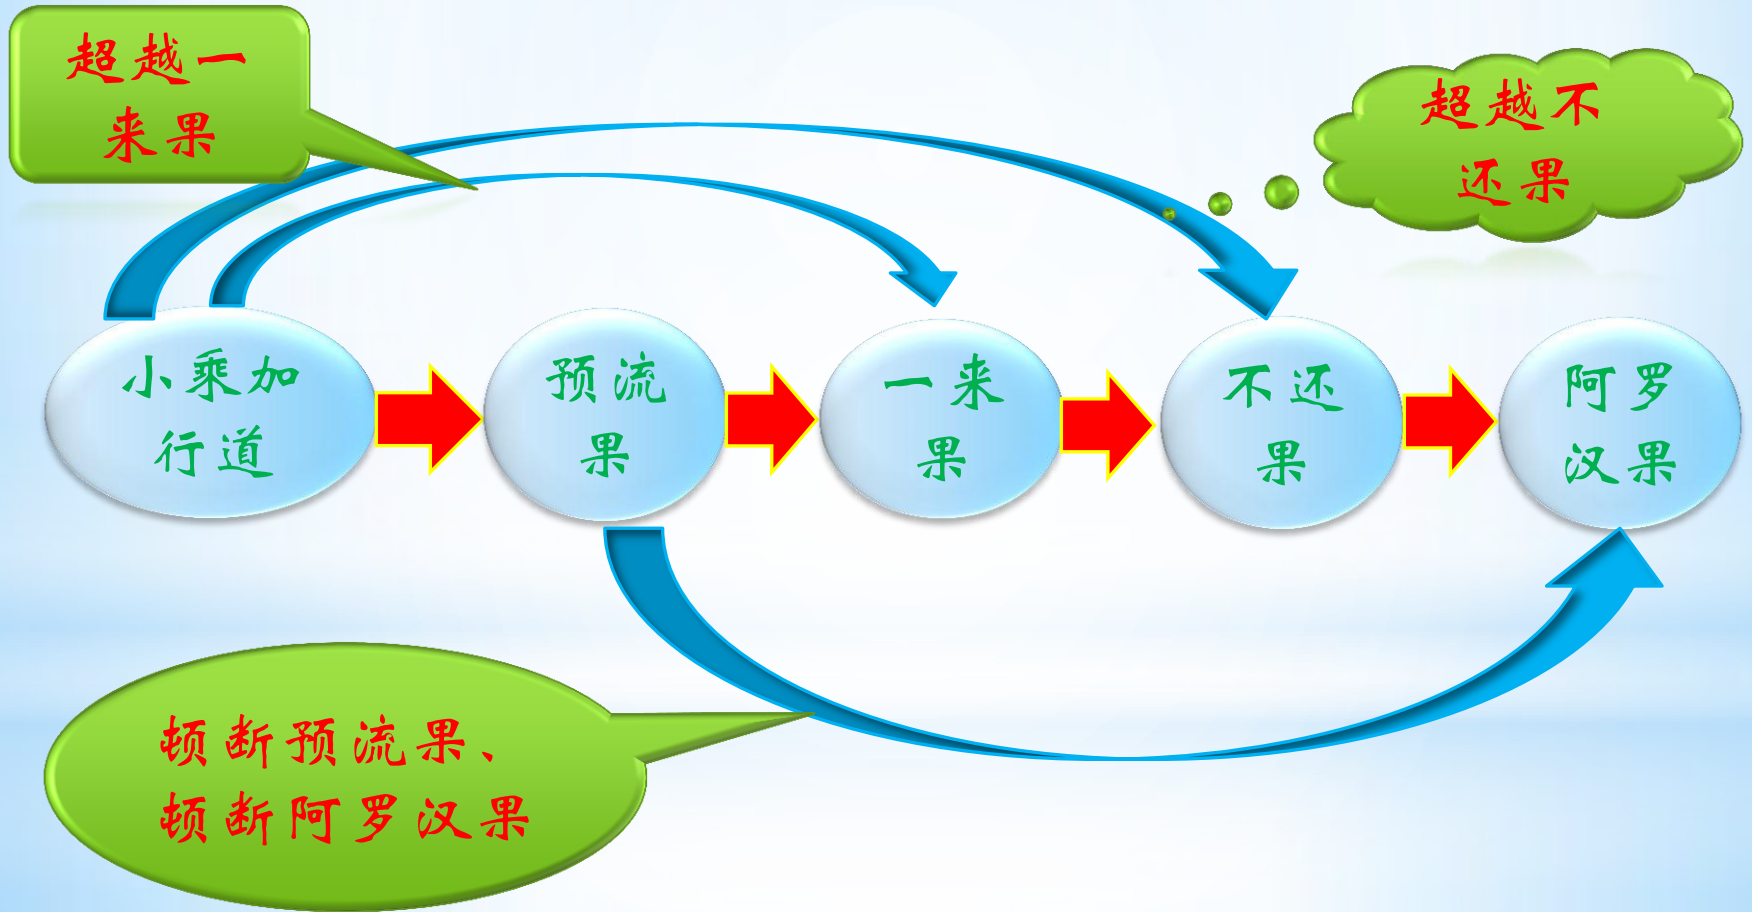 超越一
来果
超越不
还果
小乘加
行道
预流
果
一来
果
不还
果
阿罗
汉果
顿断预流果、
顿断阿罗汉果